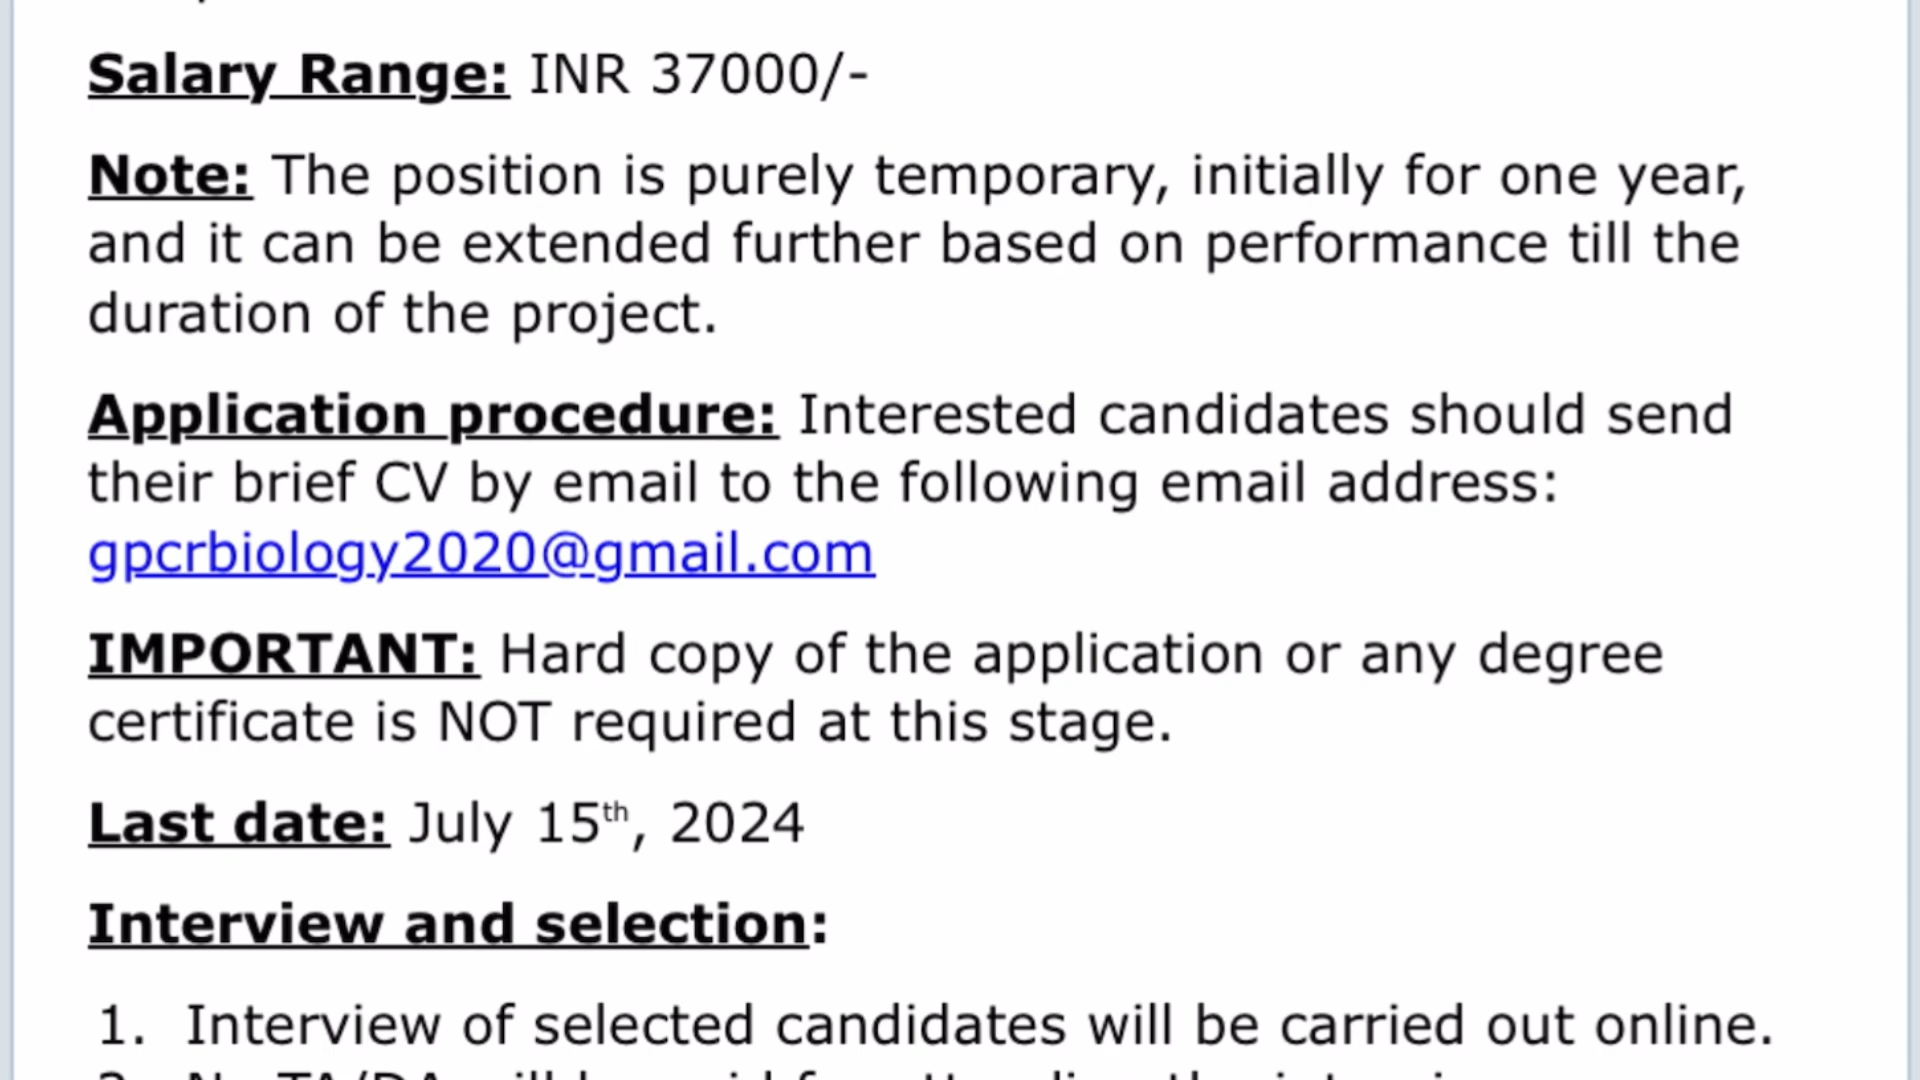 Salary Range: INR 37000/-
Note: The position is purely temporary, initially for one year,
and it can be extended further based on performance till the
duration of the project.
Application procedure: Interested candidates should send
their brief CV by email to the following email address:
gpcrbiology2020@gmail.com
IMPORTANT: Hard copy of the application or any degree
certificate is NOT required at this stage.
Last date: July 15th, 2024
Interview and selection:
1. Interview of selected candidates will be carried out online.